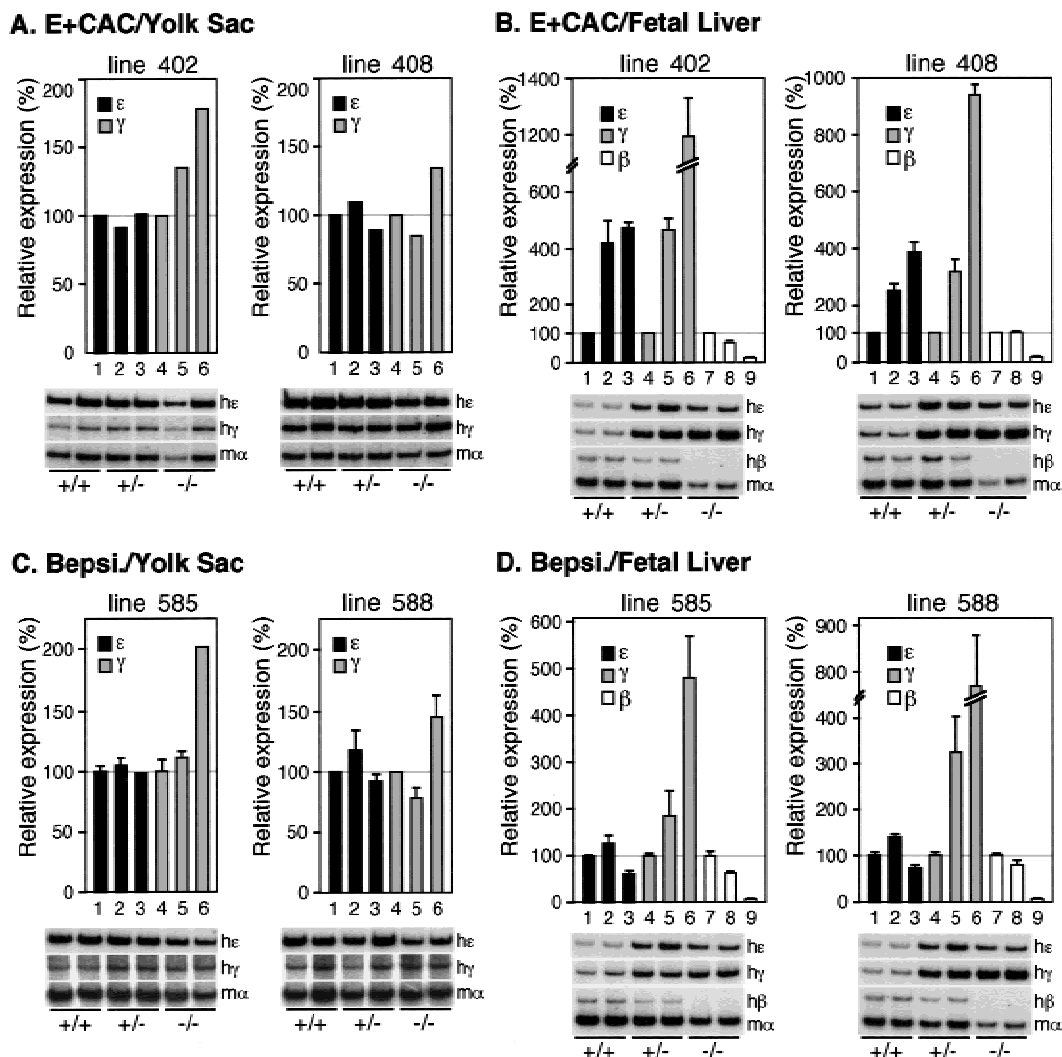 A. E+CAC/Yolk Sac
line 402
Relative expression (%)
200
150
100
50
0
ε
γ
1 2 3 4 5 6
hε
hγ
mα
+/+ +/- -/-
line 408
Relative expression (%)
200
150
100
50
0
ε
γ
1 2 3 4 5 6
hε
hγ
mα
+/+ +/- -/-
B. E+CAC/Fetal Liver
line 402
Relative expression (%)
1400
1200
600
400
200
100
0
ε
γ
β
1 2 3 4 5 6 7 8 9
hε
hγ
hβ
mα
+/+ +/- -/-
line 408
Relative expression (%)
1000
800
600
400
200
100
0
ε
γ
β
1 2 3 4 5 6 7 8 9
hε
hγ
hβ
mα
+/+ +/- -/-
C. Bepsi./Yolk Sac
line 585
Relative expression (%)
200
150
100
50
0
ε
γ
1 2 3 4 5 6
hε
hγ
mα
+/+ +/- -/-
line 588
Relative expression (%)
200
150
100
50
0
ε
γ
1 2 3 4 5 6
hε
hγ
mα
+/+ +/- -/-
D. Bepsi./Fetal Liver
line 585
Relative expression (%)
600
500
400
300
200
100
0
ε
γ
β
1 2 3 4 5 6 7 8 9
hε
hγ
hβ
mα
+/+ +/- -/-
line 588
Relative expression (%)
900
800
400
300
200
100
0
ε
γ
β
1 2 3 4 5 6 7 8 9
hε
hγ
hβ
mα
+/+ +/- -/-